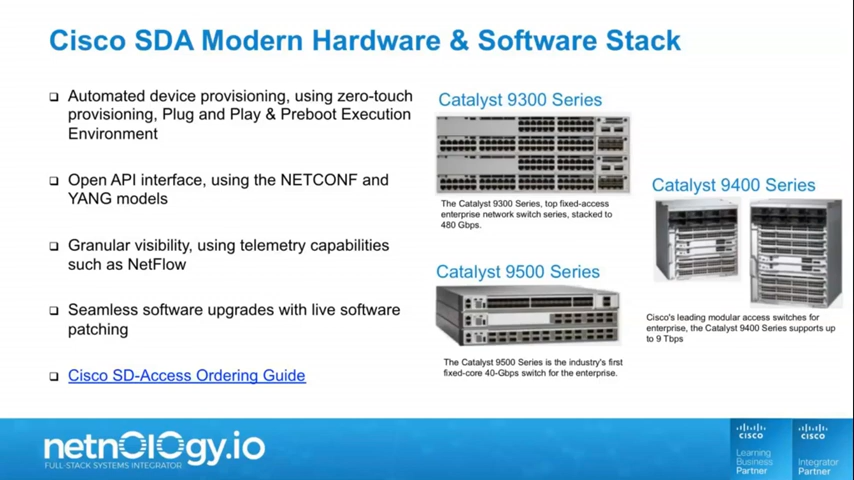 Cisco SDA Modern Hardware & Software Stack
Automated device provisioning, using zero-touch
provisioning, Plug and Play & Preboot Execution
Environment
Open API interface, using the NETCONF and
YANG models
Granular visibility, using telemetry capabilities
such as NetFlow
Seamless software upgrades with live software
patching
Cisco SD-Access Ordering Guide
Catalyst 9300 Series
The Catalyst 9300 Series, top fixed-access
enterprise network switch series, stacked to
480 Gbps.
Catalyst 9400 Series
Cisco's leading modular access switches for
enterprise, the Catalyst 9400 Series supports up
to 9 Tbps
Catalyst 9500 Series
The Catalyst 9500 Series is the industry's first
fixed-core 40-Gbps switch for the enterprise.
netnology.io
FULL-STACK SYSTEMS INTEGRATOR
CISCO
Learning
Business
Partner
CISCO
Integrator
Partner